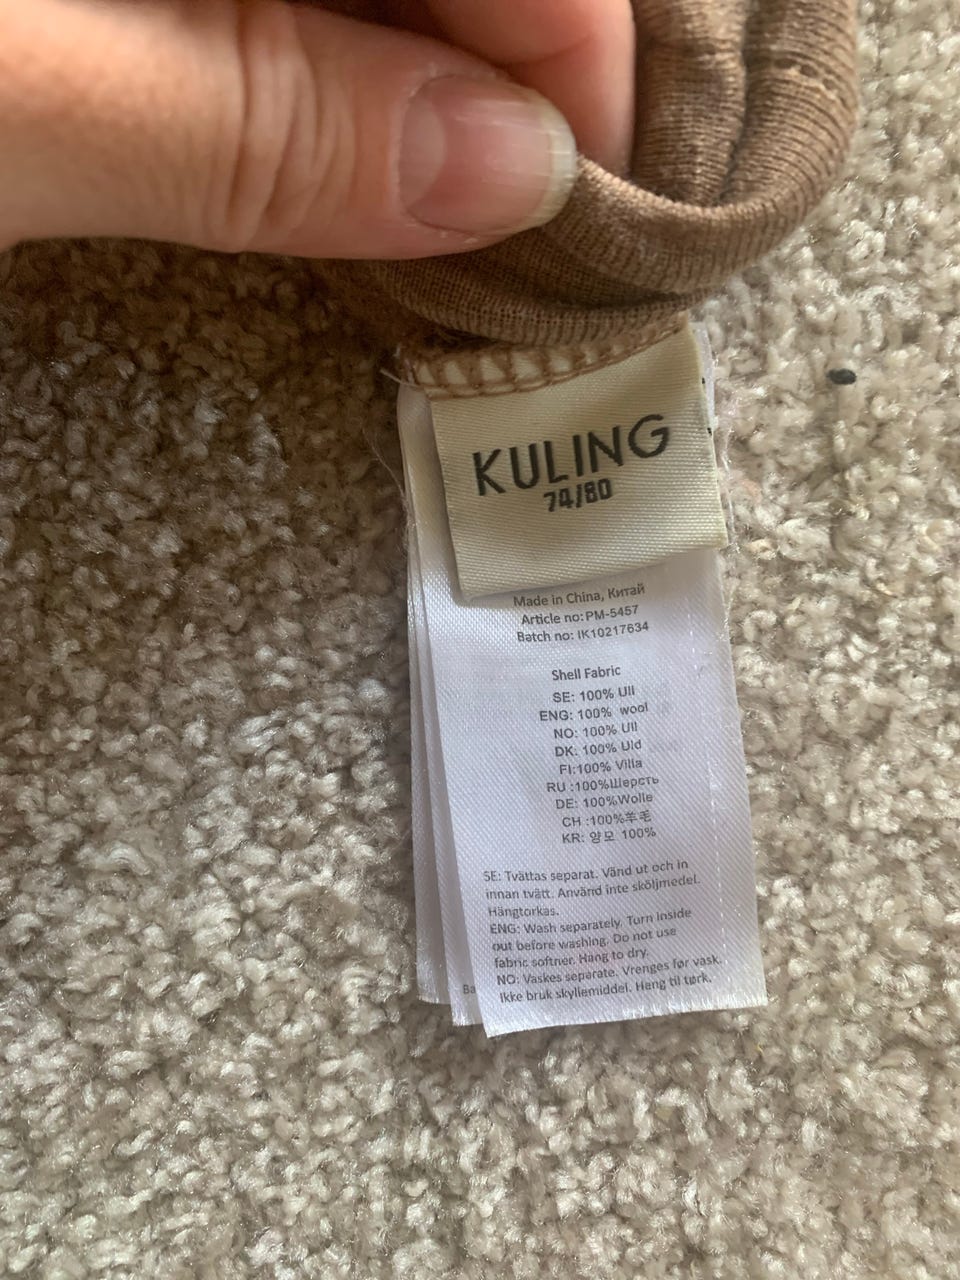 KULING
74/80
Made in China, Китай
Article no: PM-5457
Batch no: IK10217634
Shell Fabric
SE: 100% Ull
ENG: 100% wool
NO: 100% Ull
DK: 100% Uld
FI:100% Villa
RU :100%Шерсть
DE: 100%Wolle
CH :100%羊毛
KR: 양모 100%
SE: Tvättas separat. Vänd ut och in
innan tvätt. Använd inte sköljmedel.
Hängtorkas.
ENG: Wash separately. Turn inside
out before washing. Do not use
fabric softner. Hang to dry.
NO: Vaskes separate. Vrenges før vask.
Ikke bruk skyllemiddel. Heng til tørk.
Ba